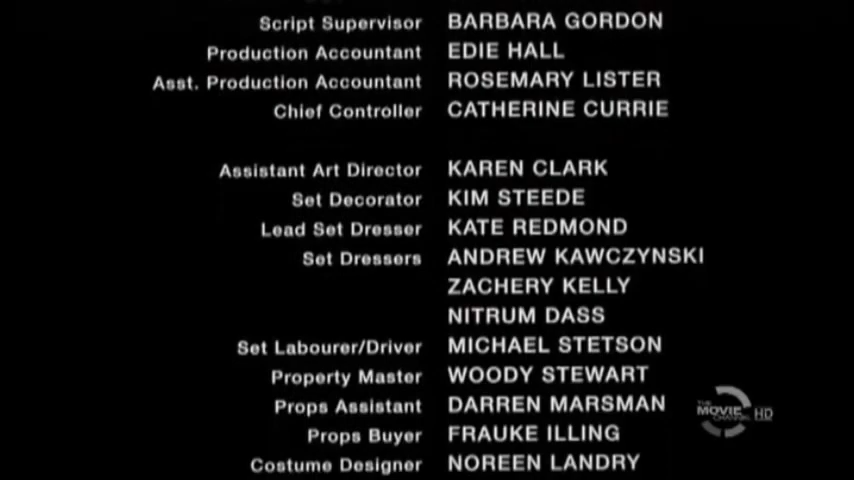 Script Supervisor BARBARA GORDON
Production Accountant EDIE HALL
Asst. Production Accountant ROSEMARY LISTER
Chief Controller CATHERINE CURRIE
Assistant Art Director KAREN CLARK
Set Decorator KIM STEEDE
Lead Set Dresser KATE REDMOND
Set Dressers ANDREW KAWCZYNSKI
ZACHERY KELLY
NITRUM DASS
Set Labourer/Driver MICHAEL STETSON
Property Master WOODY STEWART
Props Assistant DARREN MARSMAN
Props Buyer FRAUKE ILLING
Costume Designer NOREEN LANDRY
THE
MOVIE HD
CHANNEL